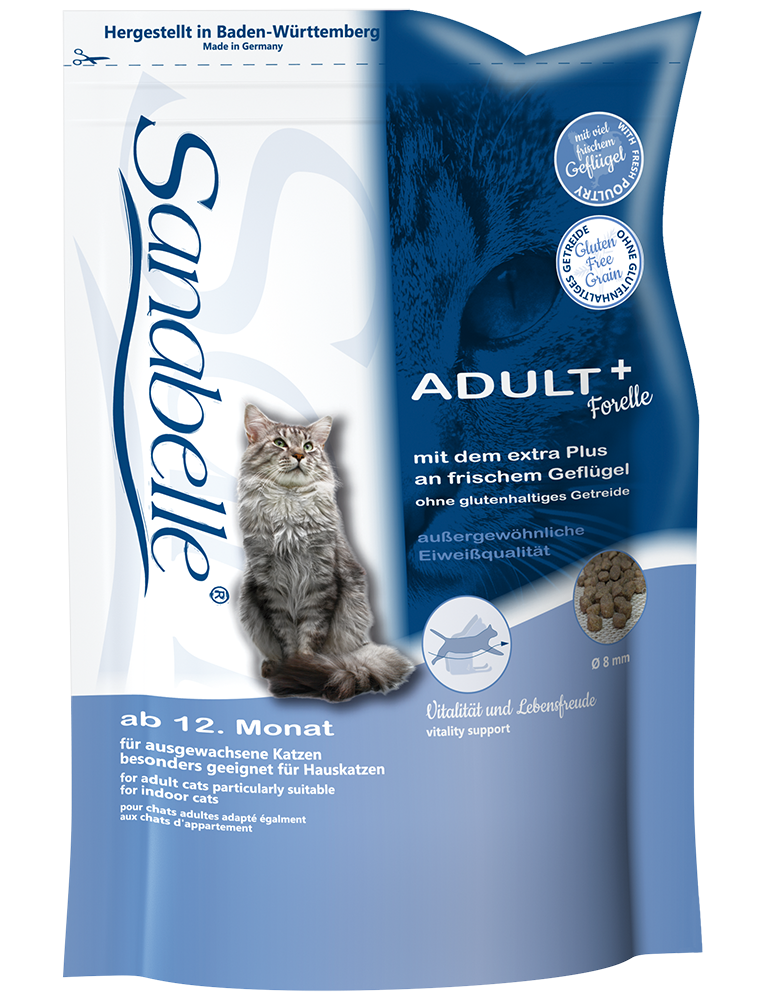 Hergestellt in Baden-Württemberg
Made in Germany
Sanabelle®
mit viel
frischem
Geflügel
WITH FRESH POULTRY
OHNE GLUTENHALTIGES GETREIDE
Gluten
Free
Grain
ADULT+
Forelle
mit dem extra Plus
an frischem Geflügel
ohne glutenhaltiges Getreide
außergewöhnliche
Eiweißqualität
Ø 8 mm
Vitalität und Lebensfreude
vitality support
ab 12. Monat
für ausgewachsene Katzen
besonders geeignet für Hauskatzen
for adult cats particularly suitable
for indoor cats
pour chats adultes adapté égalment
aux chats d'appartement